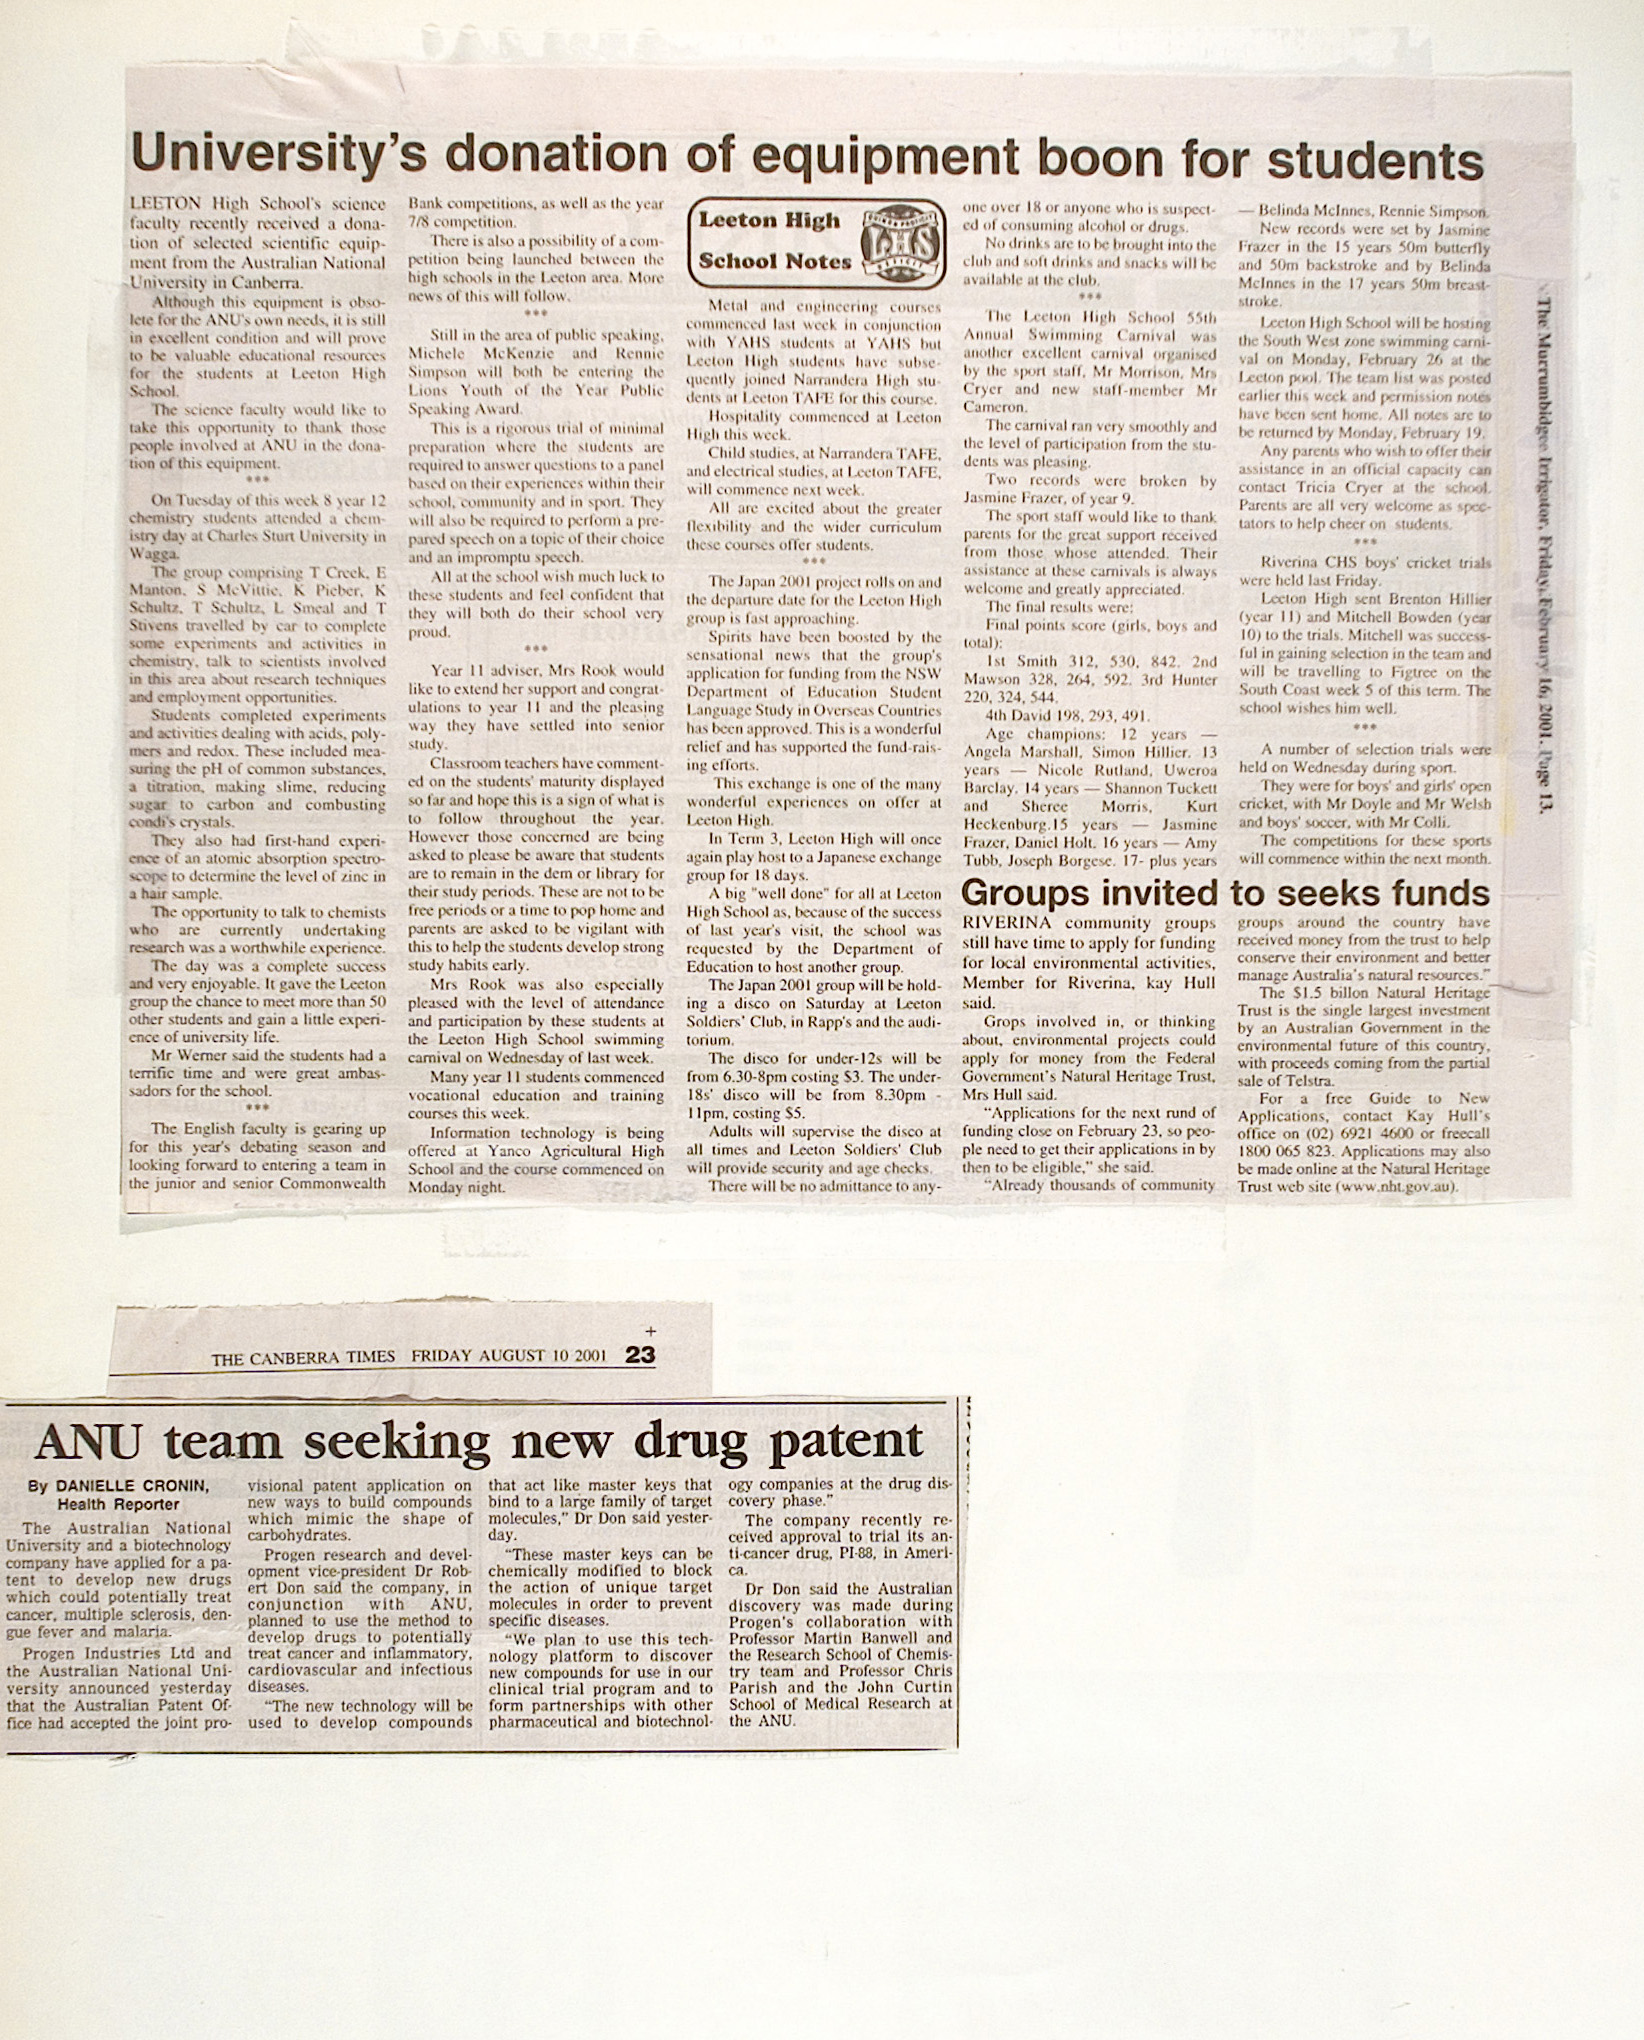 University's donation of equipment boon for students
LEETON High School's science
faculty recently received a dona-
tion of selected scientific equip-
ment from the Australian National
University in Canberra.
Although this equipment is obso-
lete for the ANU's own needs, it is still
in excellent condition and will prove
to be valuable educational resources
for the students at Leeton High
School.
The science faculty would like to
take this opportunity to thank those
people involved at ANU in the dona-
tion of this equipment.
***
On Tuesday of this week 8 year 12
chemistry students attended a chem-
istry day at Charles Sturt University in
Wagga.
The group comprising T Creek, E
Manton, S McVittie, K Pieber, K
Schultz, T Schultz, L Smeal and T
Stivens travelled by car to complete
some experiments and activities in
chemistry, talk to scientists involved
in this area about research techniques
and employment opportunities.
Students completed experiments
and activities dealing with acids, poly-
mers and redox. These included mea-
suring the pH of common substances,
a titration, making slime, reducing
sugar to carbon and combusting
condi's crystals.
They also had first-hand experi-
ence of an atomic absorption spectro-
scope to determine the level of zinc in
a hair sample.
The opportunity to talk to chemists
who are currently undertaking
research was a worthwhile experience.
The day was a complete success
and very enjoyable. It gave the Leeton
group the chance to meet more than 50
other students and gain a little experi-
ence of university life.
Mr Werner said the students had a
terrific time and were great ambas-
sadors for the school.
***
The English faculty is gearing up
for this year's debating season and
looking forward to entering a team in
the junior and senior Commonwealth
Bank competitions, as well as the year
7/8 competition.
There is also a possibility of a com-
petition being launched between the
high schools in the Leeton area. More
news of this will follow.
***
Still in the area of public speaking,
Michele McKenzie and Rennie
Simpson will both be entering the
Lions Youth of the Year Public
Speaking Award.
This is a rigorous trial of minimal
preparation where the students are
required to answer questions to a panel
based on their experiences within their
school, community and in sport. They
will also be required to perform a pre-
pared speech on a topic of their choice
and an impromptu speech.
All at the school wish much luck to
these students and feel confident that
they will both do their school very
proud.
***
Year 11 adviser, Mrs Rook would
like to extend her support and congrat-
ulations to year 11 and the pleasing
way they have settled into senior
study.
Classroom teachers have comment-
ed on the students' maturity displayed
so far and hope this is a sign of what is
to follow throughout the year.
However those concerned are being
asked to please be aware that students
are to remain in the dem or library for
their study periods. These are not to be
free periods or a time to pop home and
parents are asked to be vigilant with
this to help the students develop strong
study habits early.
Mrs Rook was also especially
pleased with the level of attendance
and participation by these students at
the Leeton High School swimming
carnival on Wednesday of last week.
Many year 11 students commenced
vocational education and training
courses this week.
Information technology is being
offered at Yanco Agricultural High
School and the course commenced on
Monday night.
Leeton High
School Notes
LHS
Metal and engineering courses
commenced last week in conjunction
with YAHS students at YAHS but
Leeton High students have subse-
quently joined Narrandera High stu-
dents at Leeton TAFE for this course.
Hospitality commenced at Leeton
High this week.
Child studies, at Narrandera TAFE,
and electrical studies, at Leeton TAFE,
will commence next week.
All are excited about the greater
flexibility and the wider curriculum
these courses offer students.
***
The Japan 2001 project rolls on and
the departure date for the Leeton High
group is fast approaching.
Spirits have been boosted by the
sensational news that the group's
application for funding from the NSW
Department of Education Student
Language Study in Overseas Countries
has been approved. This is a wonderful
relief and has supported the fund-rais-
ing efforts.
This exchange is one of the many
wonderful experiences on offer at
Leeton High.
In Term 3, Leeton High will once
again play host to a Japanese exchange
group for 18 days.
A big "well done" for all at Leeton
High School as, because of the success
of last year's visit, the school was
requested by the Department of
Education to host another group.
The Japan 2001 group will be hold-
ing a disco on Saturday at Leeton
Soldiers' Club, in Rapp's and the audi-
torium.
The disco for under-12s will be
from 6.30-8pm costing $3. The under-
18s' disco will be from 8.30pm -
11pm, costing $5.
Adults will supervise the disco at
all times and Leeton Soldiers' Club
will provide security and age checks.
There will be no admittance to any-
one over 18 or anyone who is suspect-
ed of consuming alcohol or drugs.
No drinks are to be brought into the
club and soft drinks and snacks will be
available at the club.
***
The Leeton High School 55th
Annual Swimming Carnival was
another excellent carnival organised
by the sport staff, Mr Morrison, Mrs
Cryer and new staff-member Mr
Cameron.
The carnival ran very smoothly and
the level of participation from the stu-
dents was pleasing.
Two records were broken by
Jasmine Frazer, of year 9.
The sport staff would like to thank
parents for the great support received
from those whose attended. Their
assistance at these carnivals is always
welcome and greatly appreciated.
The final results were:
Final points score (girls, boys and
total):
1st Smith 312, 530, 842. 2nd
Mawson 328, 264, 592. 3rd Hunter
220, 324, 544.
4th David 198, 293, 491.
Age champions: 12 years —
Angela Marshall, Simon Hillier. 13
years — Nicole Rutland, Uweroa
Barclay. 14 years — Shannon Tuckett
and Sheree Morris, Kurt
Heckenburg.15 years — Jasmine
Frazer, Daniel Holt. 16 years — Amy
Tubb, Joseph Borgese. 17- plus years
— Belinda McInnes, Rennie Simpson.
New records were set by Jasmine
Frazer in the 15 years 50m butterfly
and 50m backstroke and by Belinda
McInnes in the 17 years 50m breast-
stroke.
Leeton High School will be hosting
the South West zone swimming carni-
val on Monday, February 26 at the
Leeton pool. The team list was posted
earlier this week and permission notes
have been sent home. All notes are to
be returned by Monday, February 19.
Any parents who wish to offer their
assistance in an official capacity can
contact Tricia Cryer at the school.
Parents are all very welcome as spec-
tators to help cheer on students.
***
Riverina CHS boys' cricket trials
were held last Friday.
Leeton High sent Brenton Hillier
(year 11) and Mitchell Bowden (year
10) to the trials. Mitchell was success-
ful in gaining selection in the team and
will be travelling to Figtree on the
South Coast week 5 of this term. The
school wishes him well.
***
A number of selection trials were
held on Wednesday during sport.
They were for boys' and girls' open
cricket, with Mr Doyle and Mr Welsh
and boys' soccer, with Mr Colli.
The competitions for these sports
will commence within the next month.
The Murrumbidgee Irrigator, Friday, February 16, 2001. Page 13.
Groups invited to seeks funds
RIVERINA community groups
still have time to apply for funding
for local environmental activities,
Member for Riverina, kay Hull
said.
Grops involved in, or thinking
about, environmental projects could
apply for money from the Federal
Government's Natural Heritage Trust,
Mrs Hull said.
"Applications for the next rund of
funding close on February 23, so peo-
ple need to get their applications in by
then to be eligible," she said.
"Already thousands of community
groups around the country have
received money from the trust to help
conserve their environment and better
manage Australia's natural resources."
The $1.5 billon Natural Heritage
Trust is the single largest investment
by an Australian Government in the
environmental future of this country,
with proceeds coming from the partial
sale of Telstra.
For a free Guide to New
Applications, contact Kay Hull's
office on (02) 6921 4600 or freecall
1800 065 823. Applications may also
be made online at the Natural Heritage
Trust web site (www.nht.gov.au).
+
THE CANBERRA TIMES FRIDAY AUGUST 10 2001 23
ANU team seeking new drug patent
By DANIELLE CRONIN,
Health Reporter
The Australian National
University and a biotechnology
company have applied for a pa-
tent to develop new drugs
which could potentially treat
cancer, multiple sclerosis, den-
gue fever and malaria.
Progen Industries Ltd and
the Australian National Uni-
versity announced yesterday
that the Australian Patent Of-
fice had accepted the joint pro-
visional patent application on
new ways to build compounds
which mimic the shape of
carbohydrates.
Progen research and devel-
opment vice-president Dr Rob-
ert Don said the company, in
conjunction with ANU,
planned to use the method to
develop drugs to potentially
treat cancer and inflammatory,
cardiovascular and infectious
diseases.
"The new technology will be
used to develop compounds
that act like master keys that
bind to a large family of target
molecules," Dr Don said yester-
day.
"These master keys can be
chemically modified to block
the action of unique target
molecules in order to prevent
specific diseases.
"We plan to use this tech-
nology platform to discover
new compounds for use in our
clinical trial program and to
form partnerships with other
pharmaceutical and biotechnol-
ogy companies at the drug dis-
covery phase."
The company recently re-
ceived approval to trial its an-
ti-cancer drug, PI-88, in Ameri-
ca.
Dr Don said the Australian
discovery was made during
Progen's collaboration with
Professor Martin Banwell and
the Research School of Chemis-
try team and Professor Chris
Parish and the John Curtin
School of Medical Research at
the ANU.